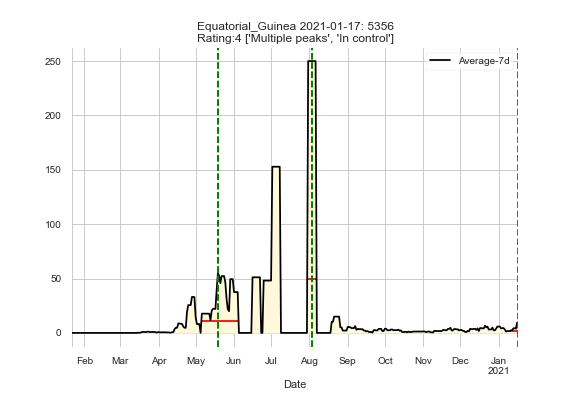 Equatorial_Guinea 2021-01-17: 5356
Rating:4 ['Multiple peaks', 'In control']
Average-7d
250
200
150
100
50
0
Feb Mar Apr May Jun Jul Aug Sep Oct Nov Dec Jan
2021
Date